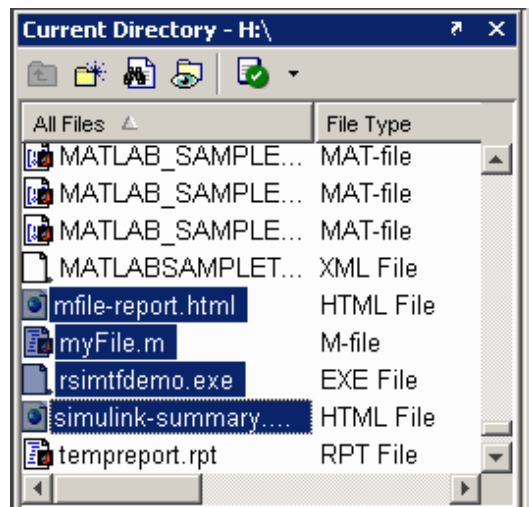 Current Directory - H:\
All Files File Type
MATLAB_SAMPLE... MAT-file
MATLAB_SAMPLE... MAT-file
MATLAB_SAMPLE... MAT-file
MATLABSAMPLET... XML File
mfile-report.html HTML File
myFile.m M-file
rsimtfdemo.exe EXE File
simulink-summary.... HTML File
tempreport.rpt RPT File